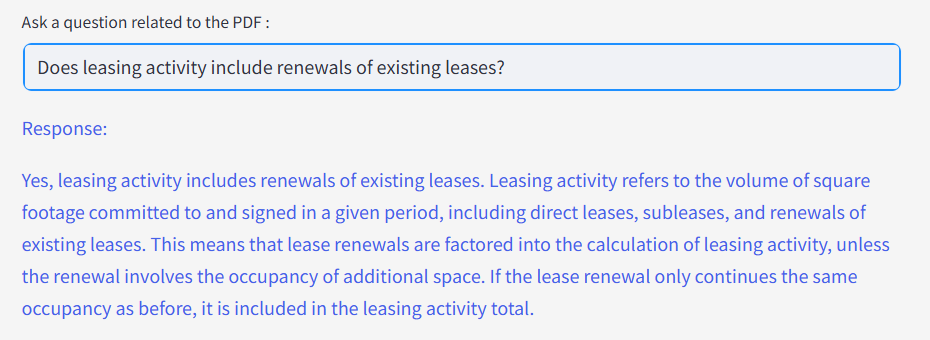 Ask a question related to the PDF :
Does leasing activity include renewals of existing leases?
Response:
Yes, leasing activity includes renewals of existing leases. Leasing activity refers to the volume of square
footage committed to and signed in a given period, including direct leases, subleases, and renewals of
existing leases. This means that lease renewals are factored into the calculation of leasing activity, unless
the renewal involves the occupancy of additional space. If the lease renewal only continues the same
occupancy as before, it is included in the leasing activity total.